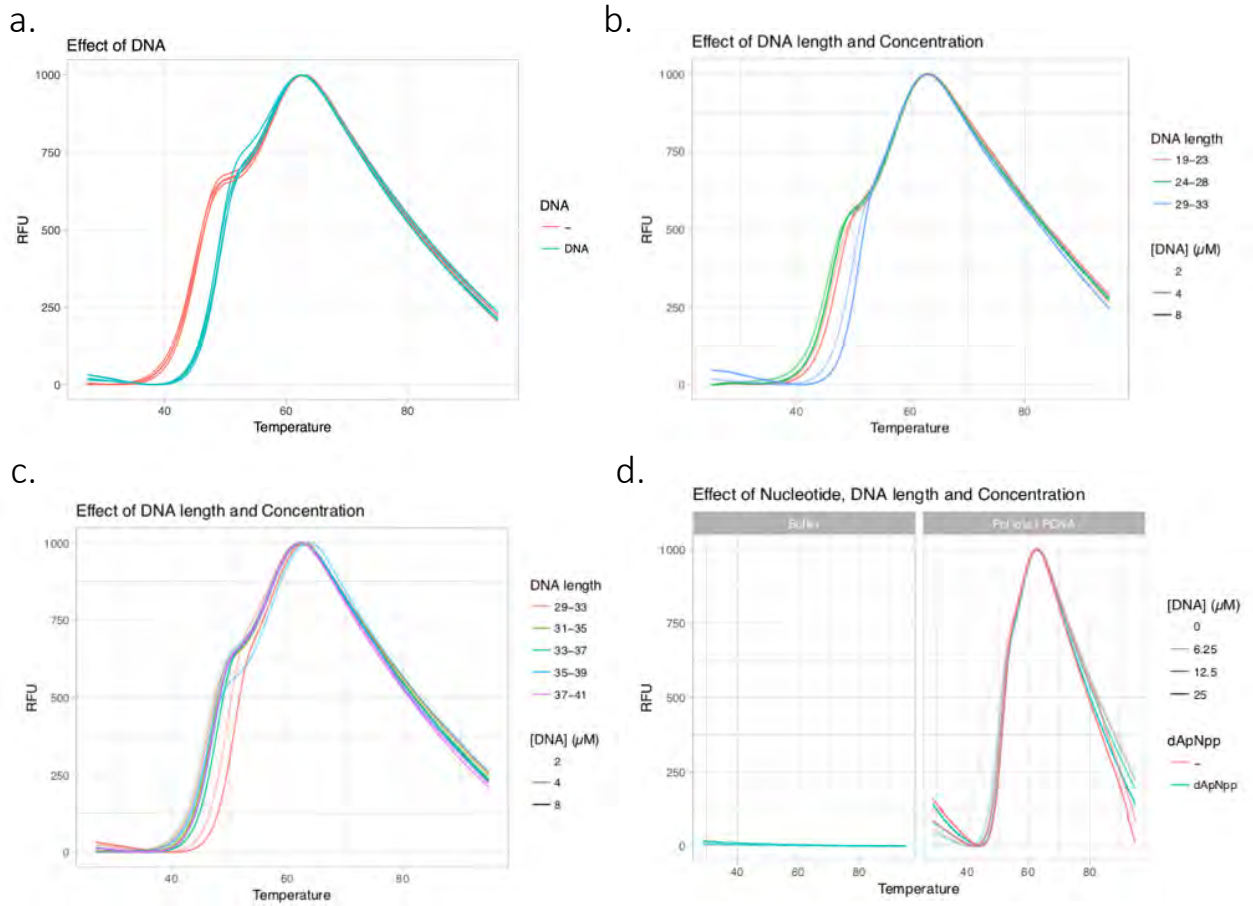 a.
Effect of DNA
1000
750
500
250
0
RFU
40
60
80
Temperature
DNA
–
DNA
b.
Effect of DNA length and Concentration
1000
750
500
250
0
RFU
40
60
80
Temperature
DNA length
19–23
24–28
29–33
[DNA] (µM)
2
4
8
c.
Effect of DNA length and Concentration
1000
750
500
250
0
RFU
40
60
80
Temperature
DNA length
29–33
31–35
33–37
35–39
37–41
[DNA] (µM)
2
4
8
d.
Effect of Nucleotide, DNA length and Concentration
Buffer
PCNA
1000
750
500
250
0
RFU
40
60
80
40
60
80
Temperature
[DNA] (µM)
0
6.25
12.5
25
dApNpp
–
dApNpp